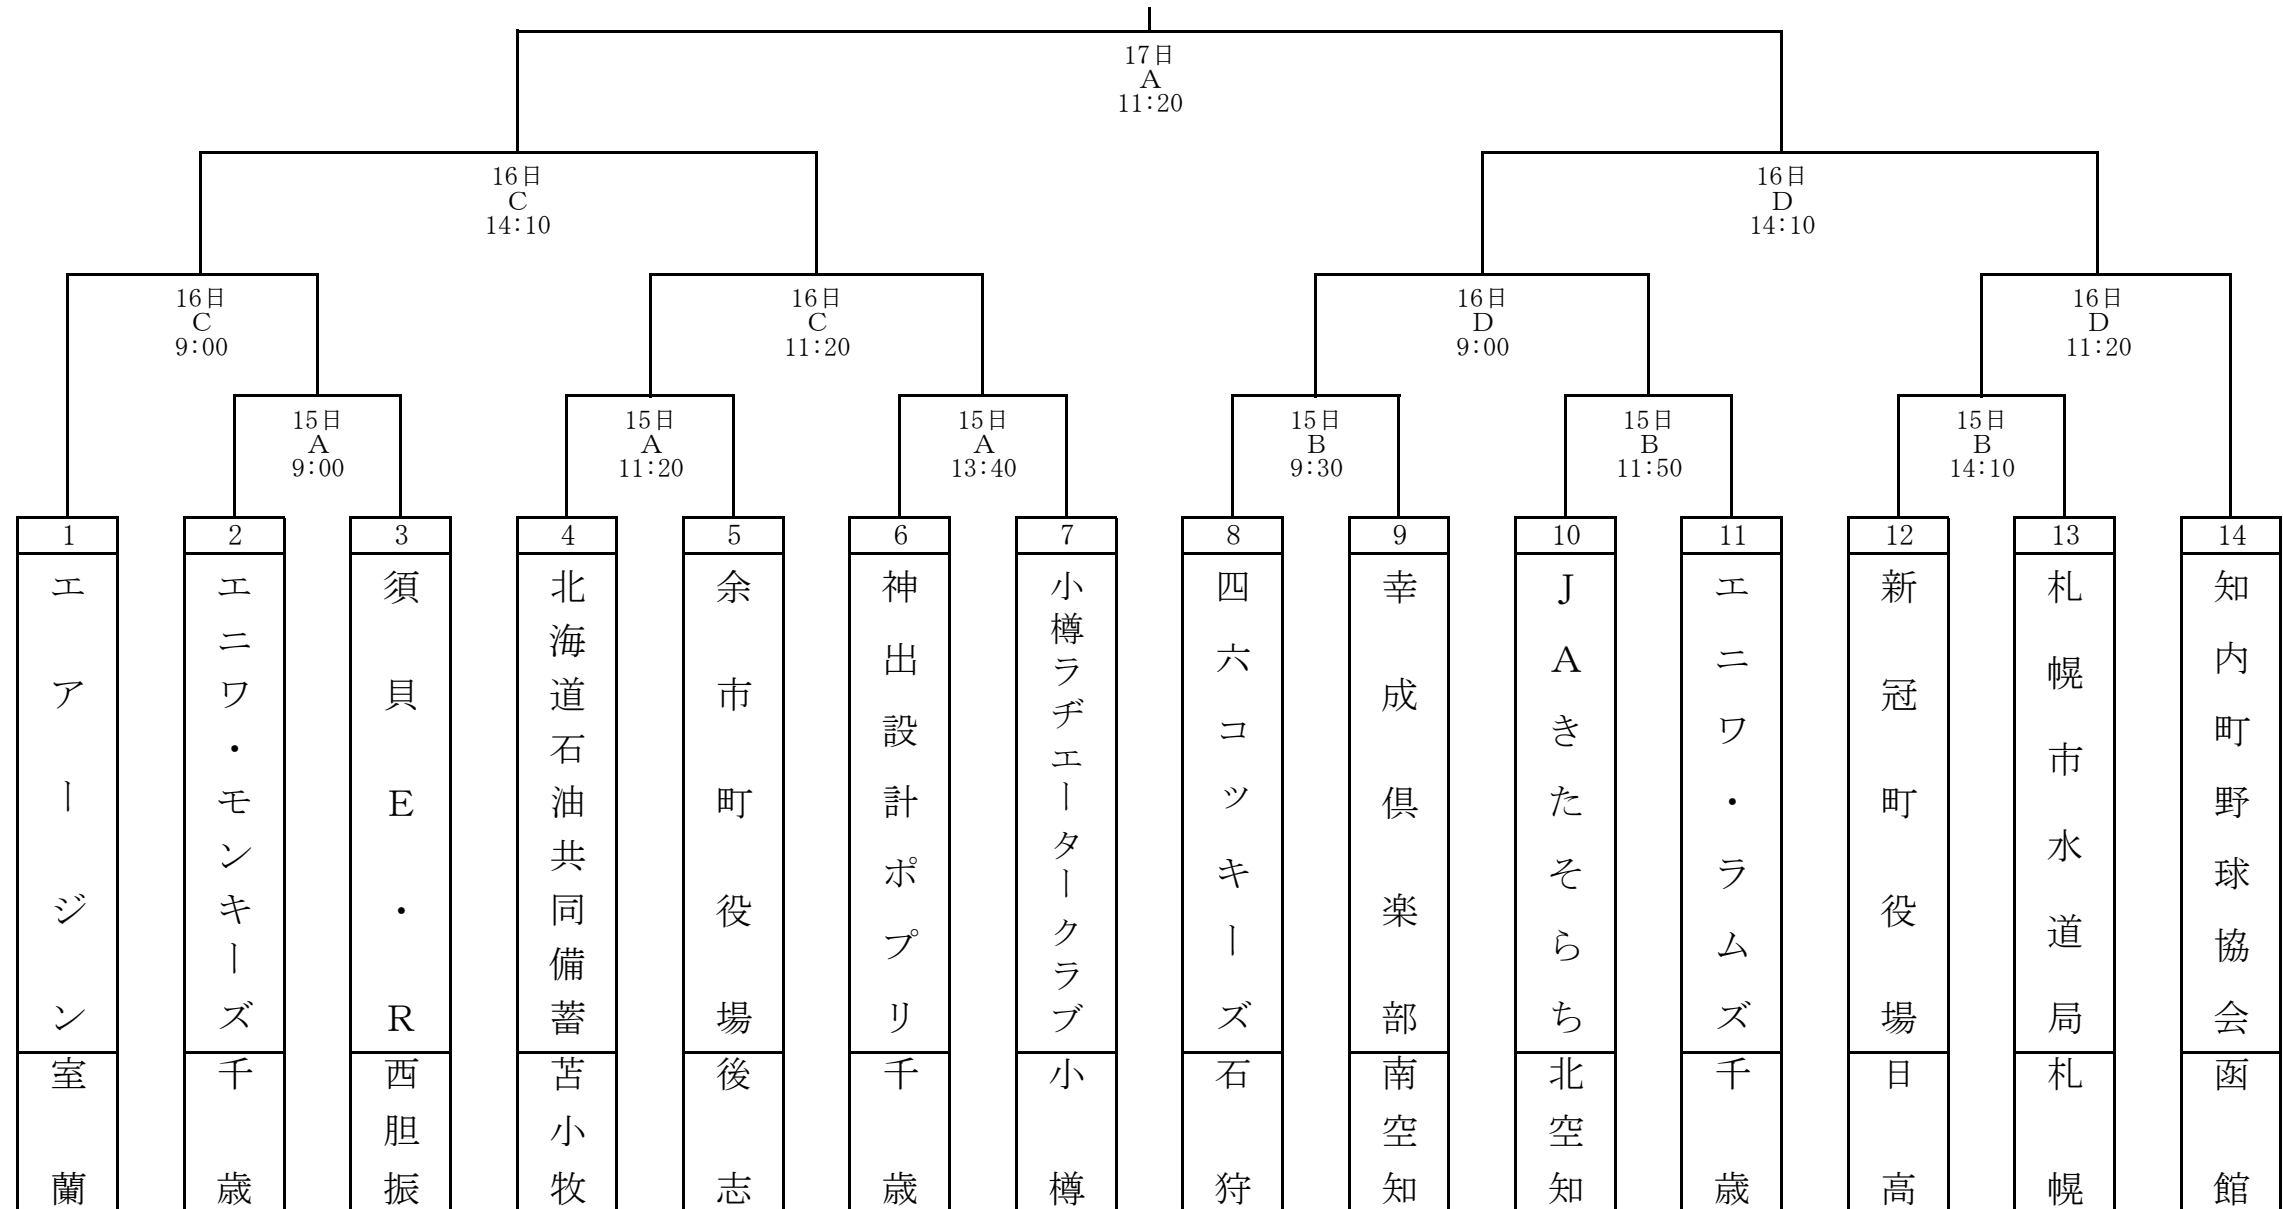 17日
A
11:20
16日
C
14:10
16日
D
14:10
16日
C
9:00
16日
C
11:20
16日
D
9:00
16日
D
11:20
15日
A
9:00
15日
A
11:20
15日
A
13:40
15日
B
9:30
15日
B
11:50
15日
B
14:10
1
エアージン
室蘭
2
エニワ・モンキーズ
千歳
3
須貝E・R
西胆振
4
北海道石油共同備蓄
苫小牧
5
余市町役場
後志
6
神出設計ポプリ
千歳
7
小樽ラヂエータークラブ
小樽
8
四六コッキーズ
石狩
9
幸成倶楽部
南空知
10
JAきたそらち
北空知
11
エニワ・ラムズ
千歳
12
新冠町役場
日高
13
札幌市水道局
札幌
14
知内町野球協会
函館